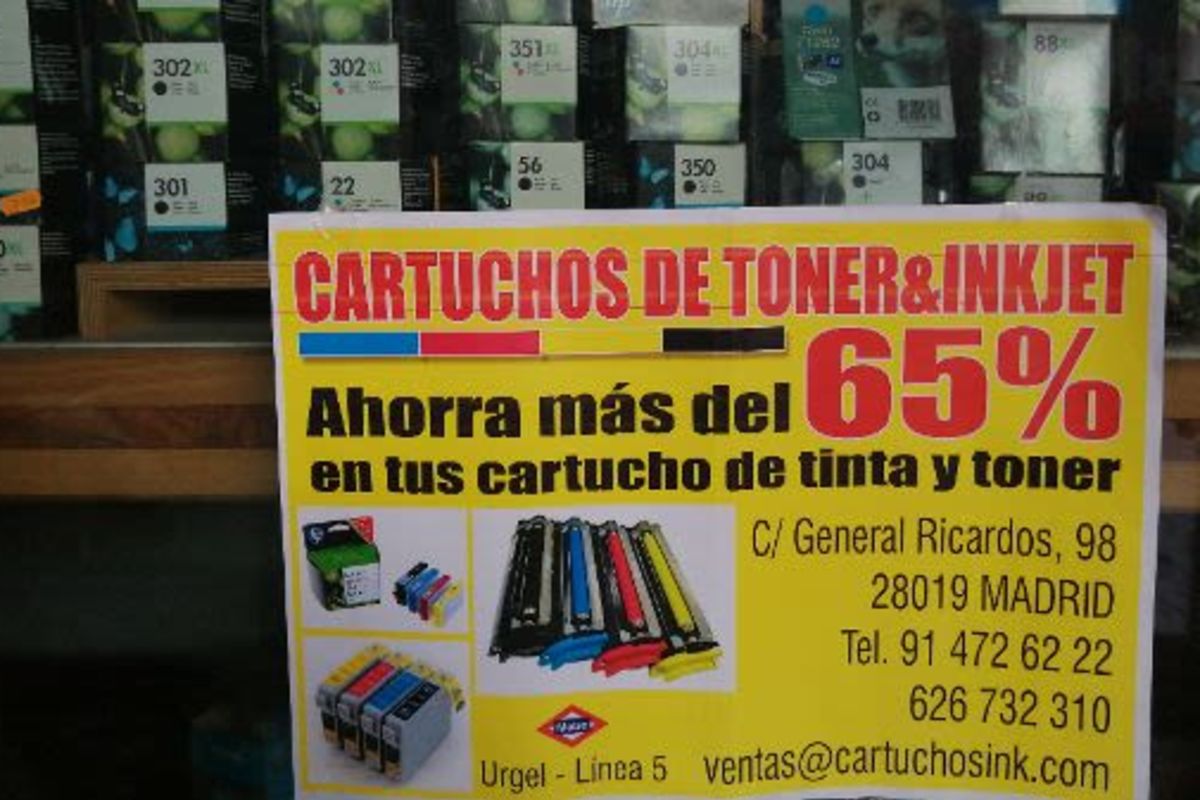 302XL
302XL
351XL
304XL
88XL
301
22
56
350
304
CARTUCHOS DE TONER&INKJET
Ahorra más del 65%
en tus cartucho de tinta y toner
C/ General Ricardos, 98
28019 MADRID
Tel. 91 472 62 22
626 732 310
Metro
Urgel - Línea 5
ventas@cartuchosink.com